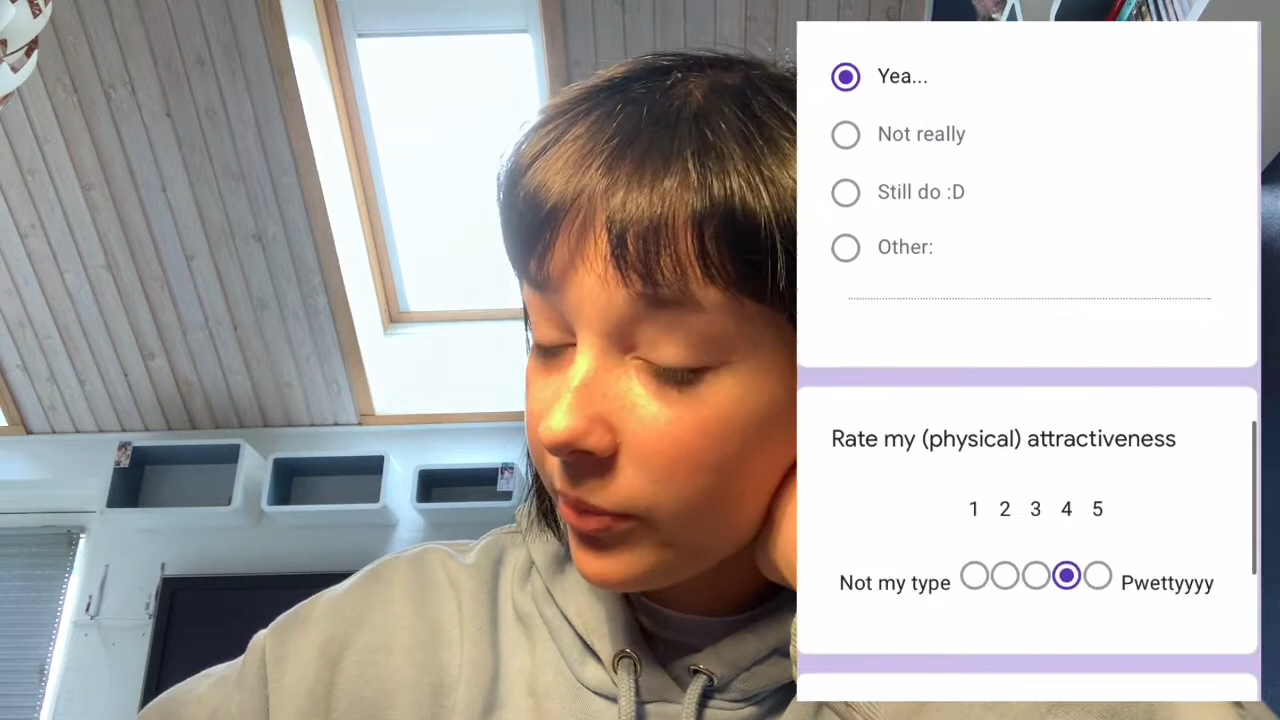 Yea...
Not really
Still do :D
Other:
Rate my (physical) attractiveness
1 2 3 4 5
Not my type Pwettyyyy